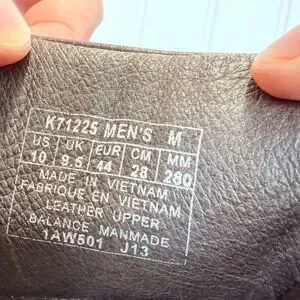 K71225 MEN'S M
US UK EUR CM MM
10 9.5 44 28 280
MADE IN VIETNAM
FABRIQUE EN VIETNAM
LEATHER UPPER
BALANCE MANMADE
1AW501 J13